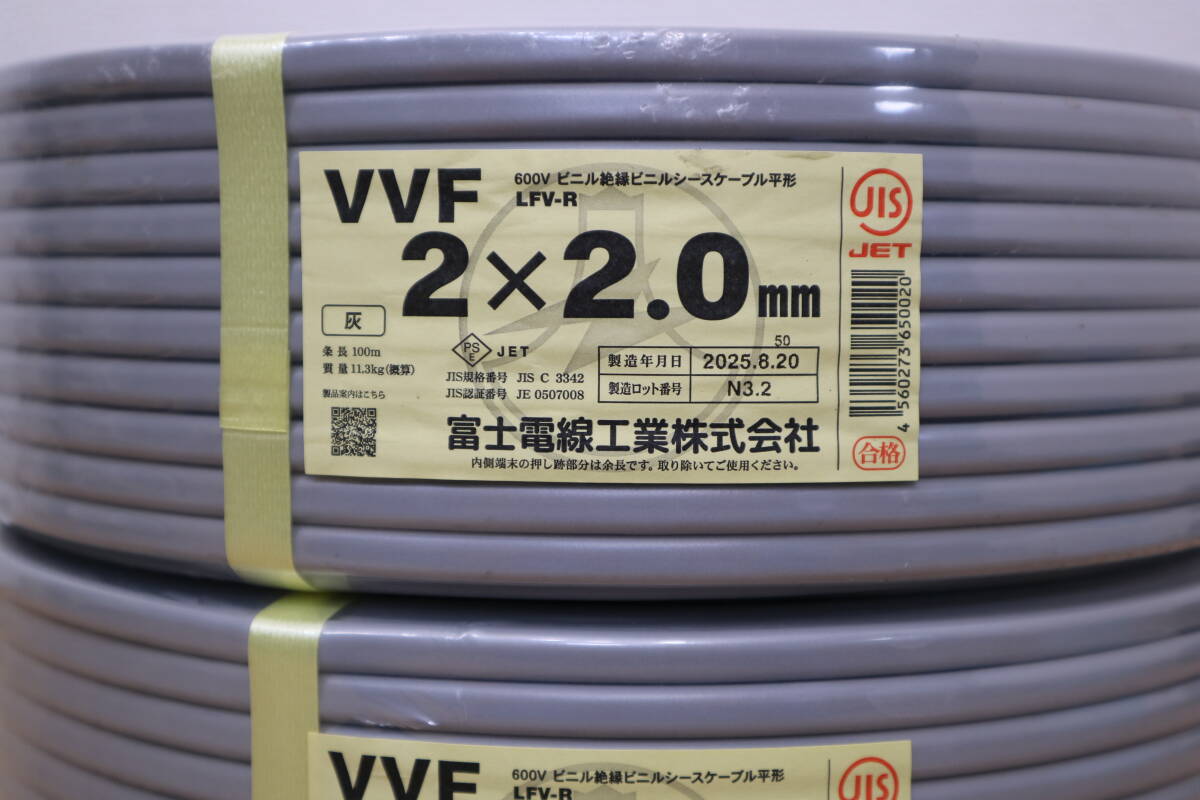 VVF
600V ビニル絶縁ビニルシースケーブル平形
LFV-R
2×2.0mm
灰
条長 100m
質量 11.3kg(概算)
製品案内はこちら
PS
E
JET
JIS規格番号 JIS C 3342
JIS認証番号 JE 0507008
50
製造年月日 2025.8.20
製造ロット番号 N3.2
富士電線工業株式会社
内側端末の押し跡部分は余長です。取り除いてご使用ください。
JIS
JET
4 560273 650020
合格
VVF
600V ビニル絶縁ビニルシースケーブル平形
LFV-R
JIS